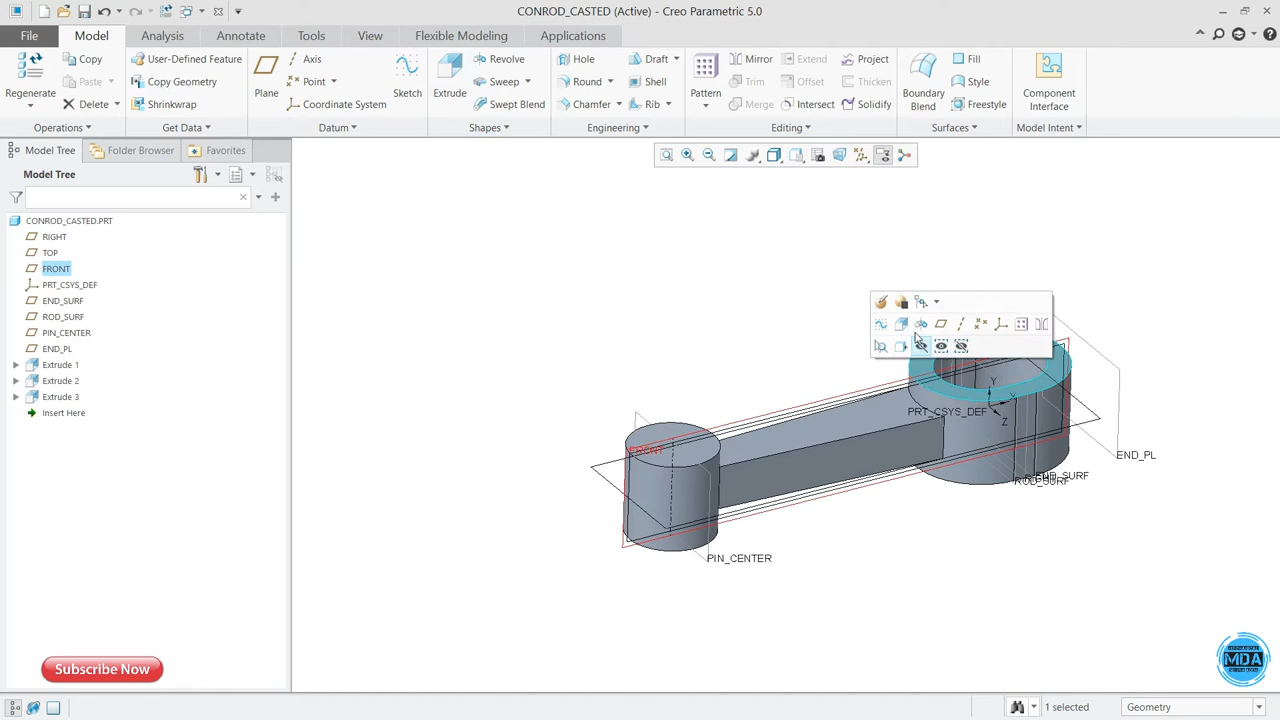 CONROD_CASTED (Active) - Creo Parametric 5.0
File Model Analysis Annotate Tools View Flexible Modeling Applications
Regenerate Copy Paste Delete
User-Defined Feature Copy Geometry Shrinkwrap
Plane Axis Point Coordinate System Sketch
Extrude Revolve Sweep Swept Blend
Hole Round Chamfer Draft Shell Rib
Pattern Mirror Trim Merge Extend Offset Intersect Project Thicken Solidify
Boundary Blend Fill Style Freestyle
Component Interface
Operations Get Data Datum Shapes Engineering Editing Surfaces Model Intent
Model Tree Folder Browser Favorites
Model Tree
CONROD_CASTED.PRT
RIGHT
TOP
FRONT
PRT_CSYS_DEF
END_SURF
ROD_SURF
PIN_CENTER
END_PL
Extrude 1
Extrude 2
Extrude 3
Insert Here
Y
X
PRT_CSYS_DEF
Z
FRONT
END_PL
END_SURF
ROD_SURF
PIN_CENTER
Subscribe Now
MDA
1 selected Geometry